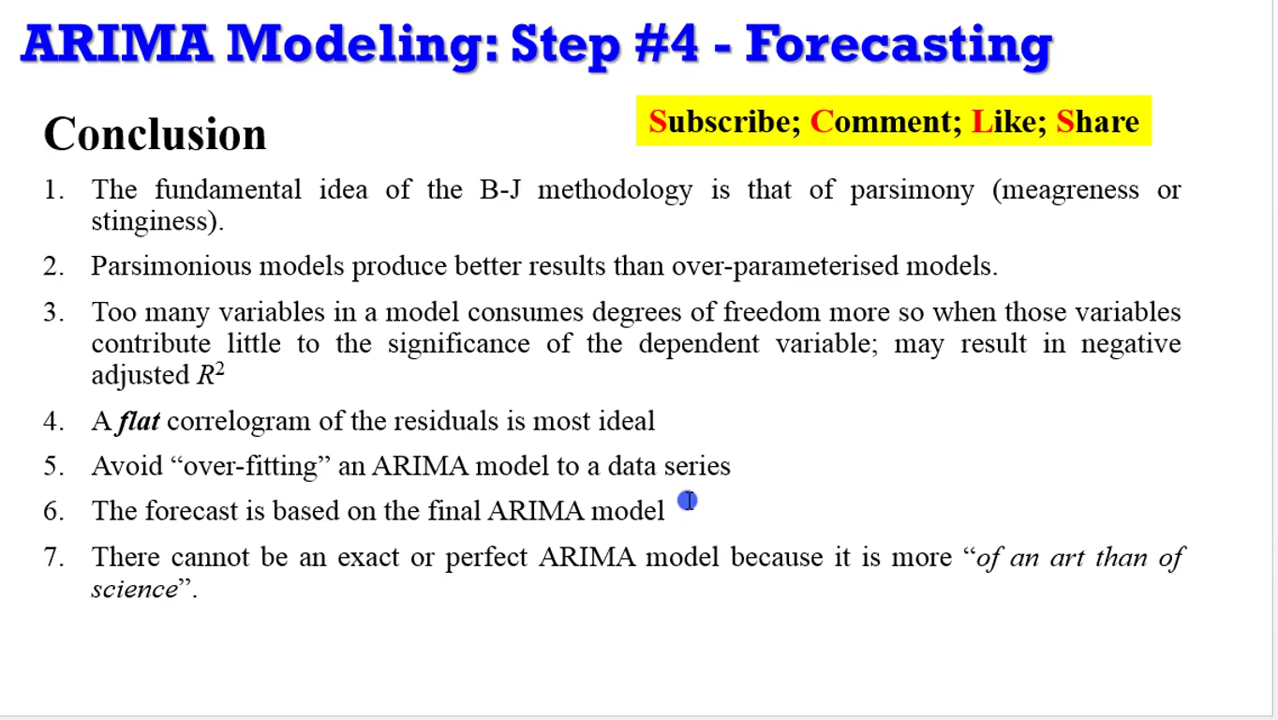 ARIMA Modeling: Step #4 - Forecasting
Conclusion
Subscribe; Comment; Like; Share
1. The fundamental idea of the B-J methodology is that of parsimony (meagreness or
stinginess).
2. Parsimonious models produce better results than over-parameterised models.
3. Too many variables in a model consumes degrees of freedom more so when those variables
contribute little to the significance of the dependent variable; may result in negative
adjusted R²
4. A flat correlogram of the residuals is most ideal
5. Avoid “over-fitting” an ARIMA model to a data series
6. The forecast is based on the final ARIMA model
7. There cannot be an exact or perfect ARIMA model because it is more “of an art than of
science”.